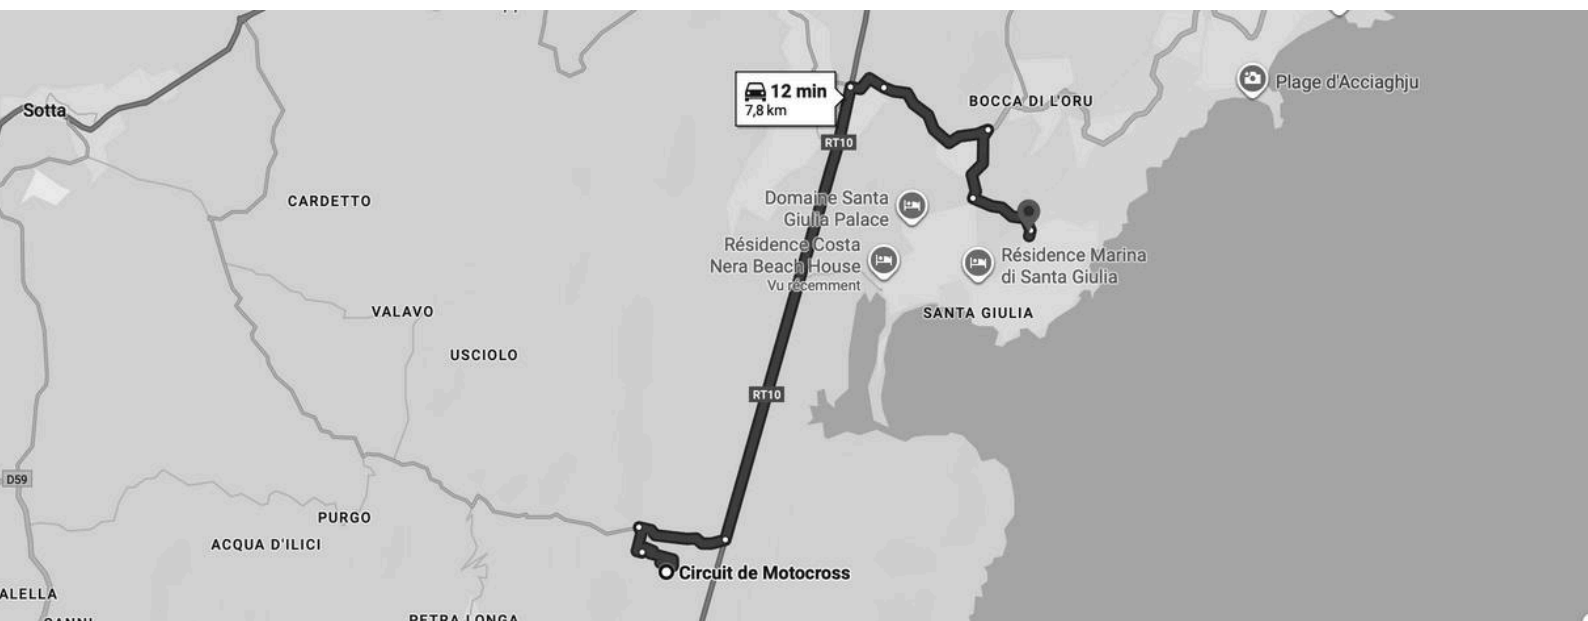 Plage d'Acciaghju
BOCCA DI L'ORU
12 min
7,8 km
Sotta
RT10
CARDETTO
Domaine Santa
Giulia Palace
Résidence Costa
Nera Beach House
Vu récemment
Résidence Marina
di Santa Giulia
SANTA GIULIA
VALAVO
USCIOLO
RT10
D59
PURGO
ACQUA D'ILICI
Circuit de Motocross
ALELLA
PETRA LONGA